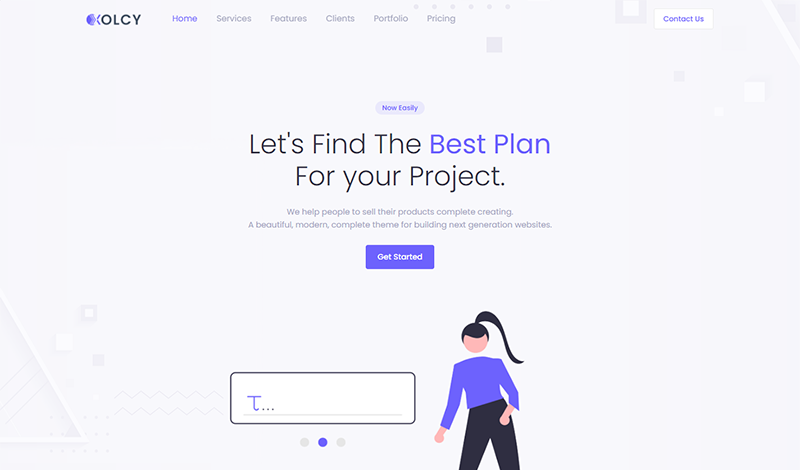 XOLCY
Home Services Features Clients Portfolio Pricing
Contact Us
Now Easily
Let's Find The Best Plan
For your Project.
We help people to sell their products complete creating.
A beautiful, modern, complete theme for building next generation websites.
Get Started
T...